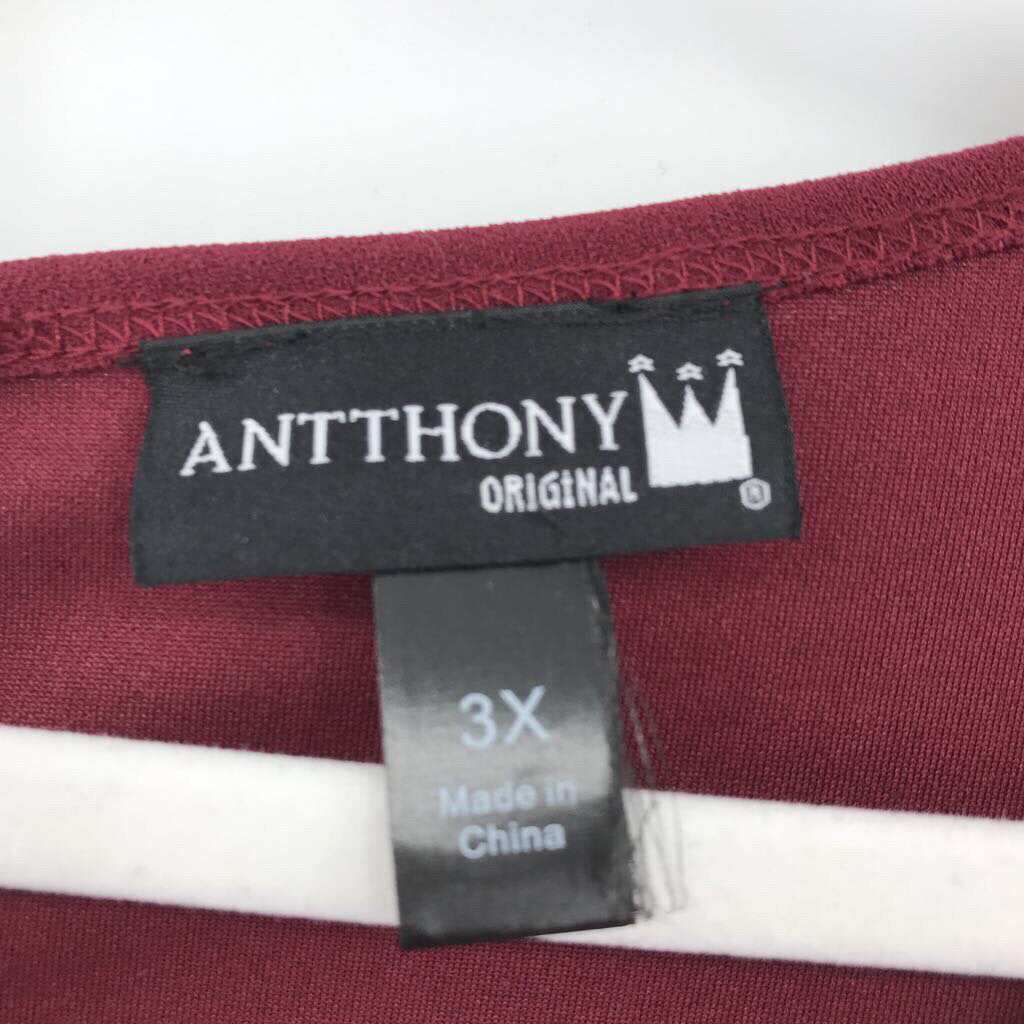 ANTTHONY
ORIGINAL ®
3X
Made in
China